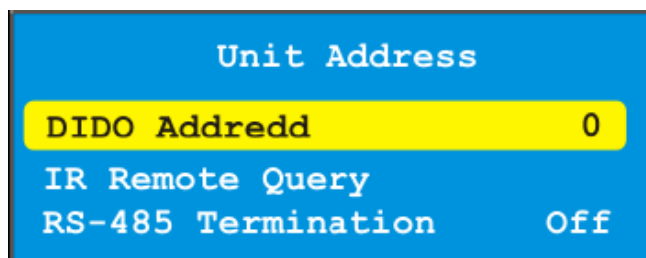 Unit Address
DIDO Addredd 0
IR Remote Query
RS-485 Termination Off